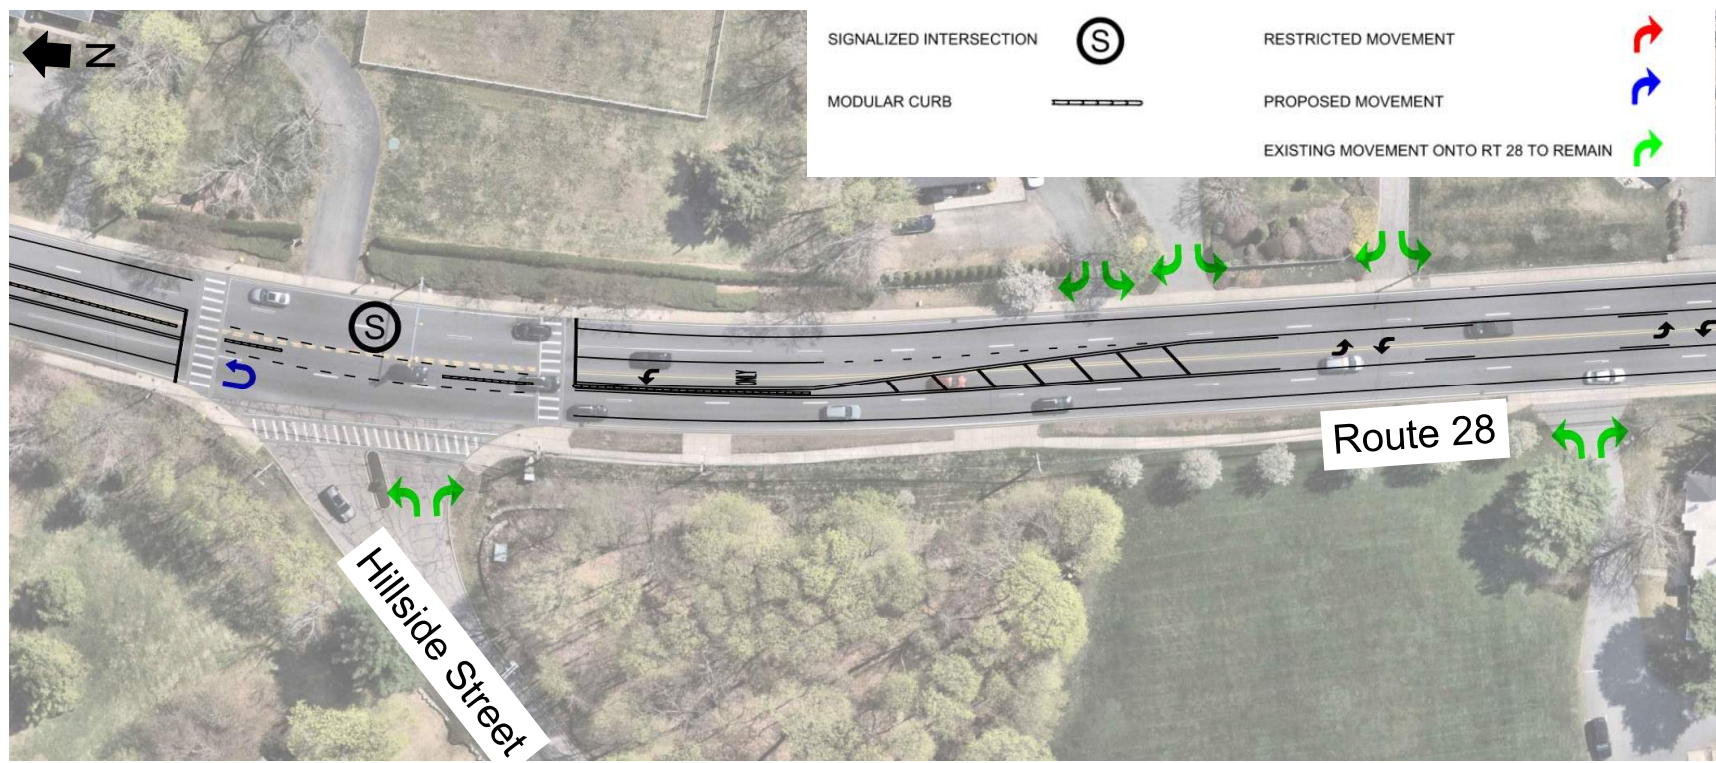 N
SIGNALIZED INTERSECTION
S
RESTRICTED MOVEMENT
MODULAR CURB
PROPOSED MOVEMENT
EXISTING MOVEMENT ONTO RT 28 TO REMAIN
S
ONLY
Route 28
Hillside Street